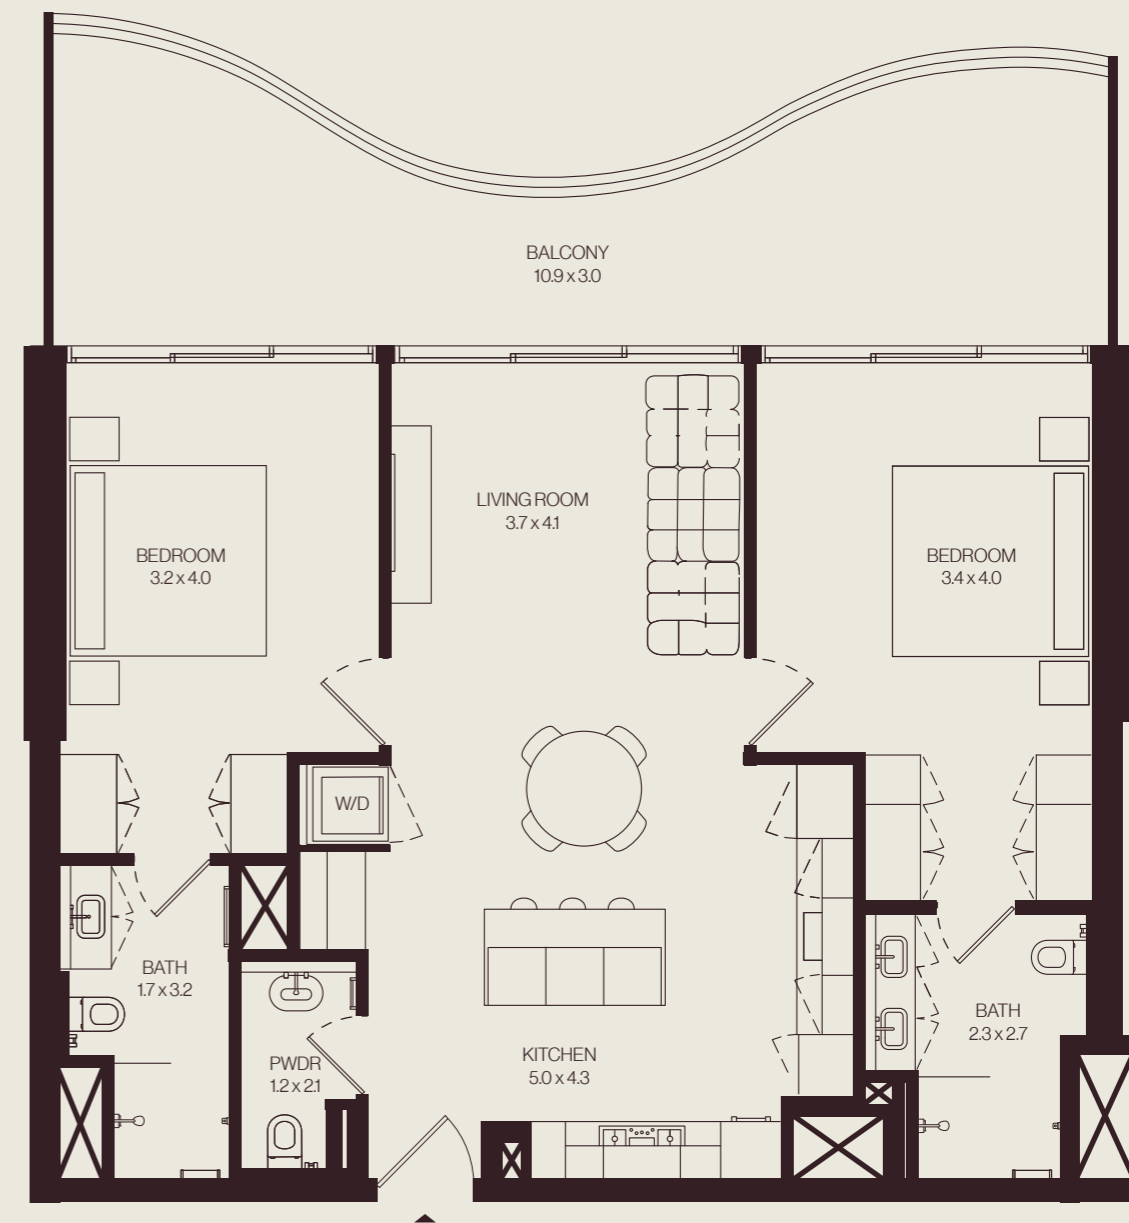 BALCONY
10.9 x 3.0
LIVING ROOM
3.7 x 4.1
BEDROOM
3.2 x 4.0
BEDROOM
3.4 x 4.0
W/D
BATH
1.7 x 3.2
BATH
2.3 x 2.7
PWDR
1.2 x 2.1
KITCHEN
5.0 x 4.3